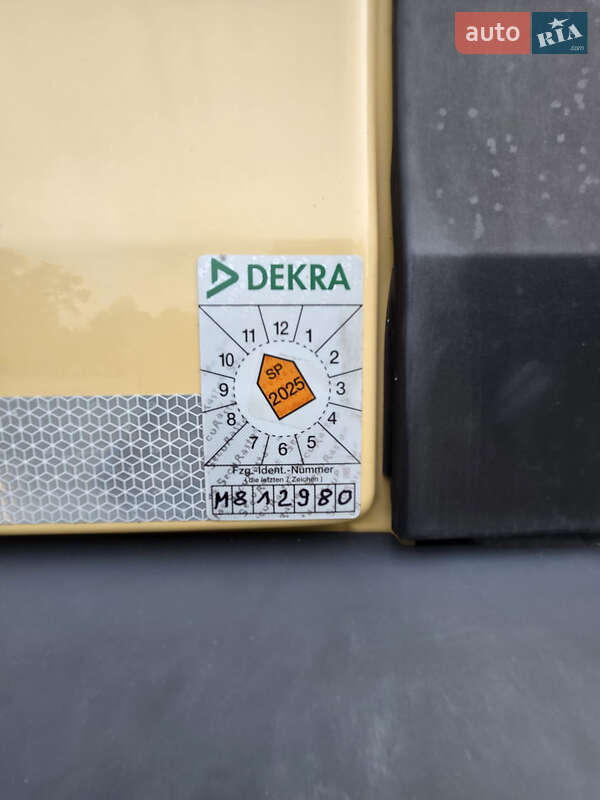 auto RIA.com
DEKRA
11 12 1
10 2
9 3
8 4
7 6 5
SP
2025
Fzg.-Ident.-Nummer
(die letzten 7 Zeichen)
M812980